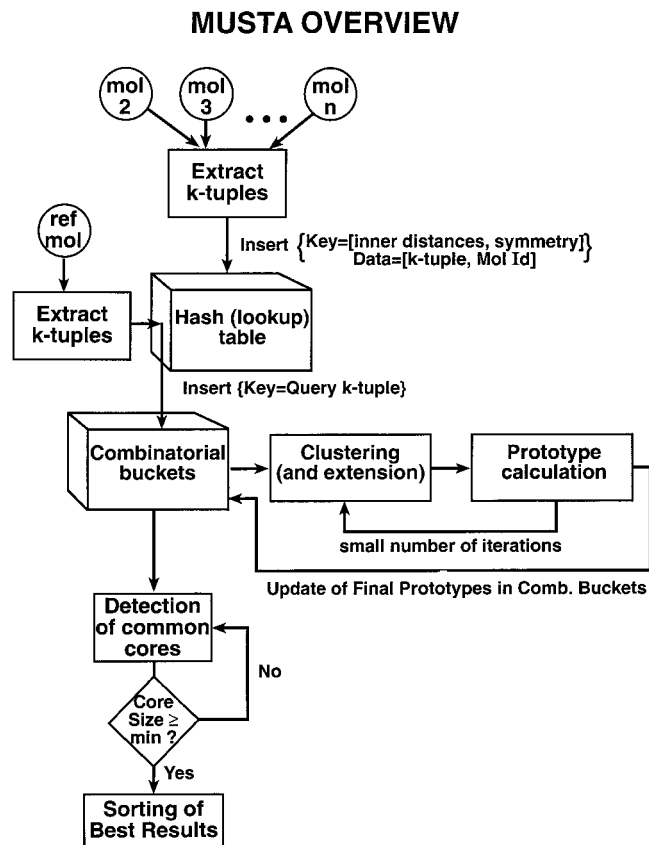 MUSTA OVERVIEW
mol
2
mol
3
• • •
mol
n
Extract
k-tuples
ref
mol
Insert {Key=[inner distances, symmetry]}
Data=[k-tuple, Mol Id]
Extract
k-tuples
Hash (lookup)
table
Insert {Key=Query k-tuple}
Combinatorial
buckets
Clustering
(and extension)
Prototype
calculation
small number of iterations
Update of Final Prototypes in Comb. Buckets
Detection
of common
cores
No
Core
Size ≥
min ?
Yes
Sorting of
Best Results